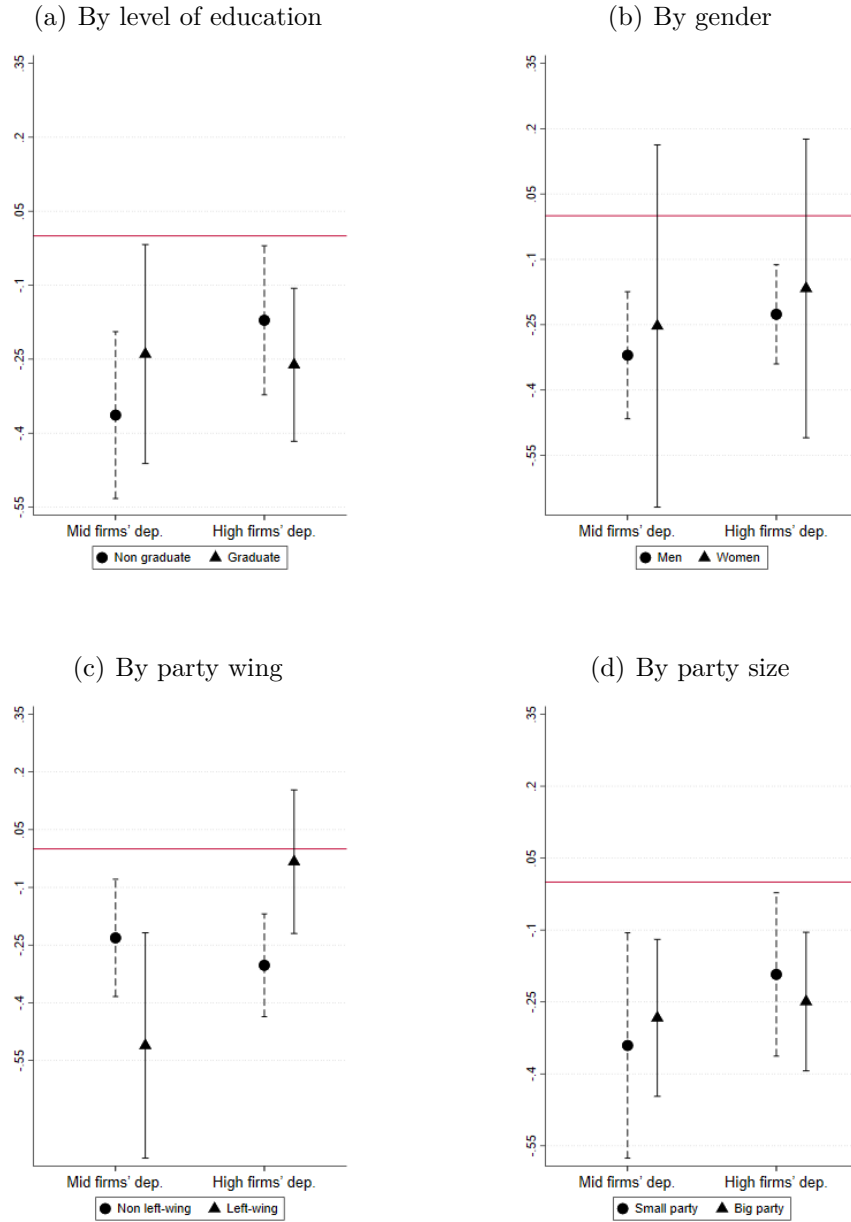 (a) By level of education
.35
.2
.05
-.1
-.25
-.4
-.55
Mid firms' dep.
High firms' dep.
Non graduate
Graduate
(b) By gender
.35
.2
.05
-.1
-.25
-.4
-.55
Mid firms' dep.
High firms' dep.
Men
Women
(c) By party wing
.35
.2
.05
-.1
-.25
-.4
-.55
Mid firms' dep.
High firms' dep.
Non left-wing
Left-wing
(d) By party size
.35
.2
.05
-.1
-.25
-.4
-.55
Mid firms' dep.
High firms' dep.
Small party
Big party